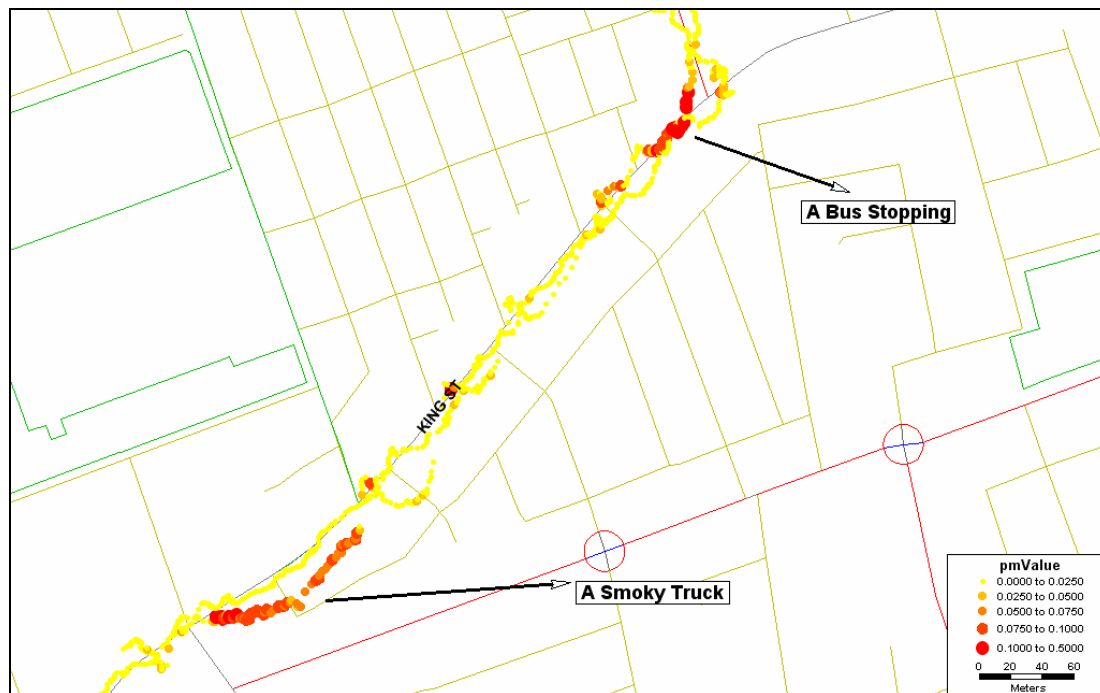 A Bus Stopping
KING ST
A Smoky Truck
pmValue
0.0000 to 0.0250
0.0250 to 0.0500
0.0500 to 0.0750
0.0750 to 0.1000
0.1000 to 0.5000
0 20 40 60
Meters